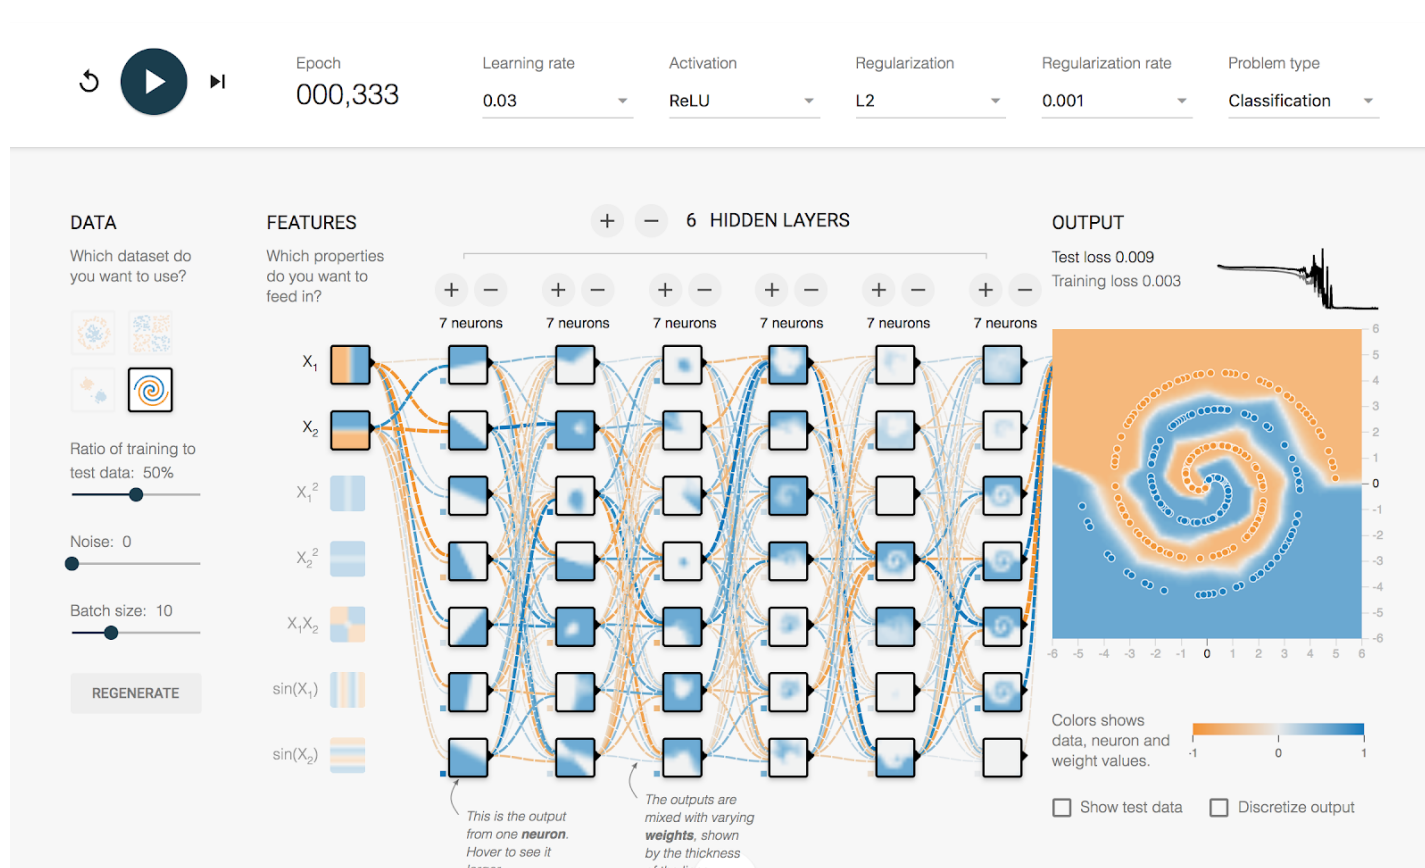 Epoch
000,333
Learning rate
0.03
Activation
ReLU
Regularization
L2
Regularization rate
0.001
Problem type
Classification
DATA
Which dataset do
you want to use?
Ratio of training to
test data: 50%
Noise: 0
Batch size: 10
REGENERATE
FEATURES
Which properties
do you want to
feed in?
X1
X2
X1²
X2²
X1X2
sin(X1)
sin(X2)
+ − 6 HIDDEN LAYERS
+ − + − + − + − + − + −
7 neurons 7 neurons 7 neurons 7 neurons 7 neurons 7 neurons
This is the output
from one neuron.
Hover to see it
The outputs are
mixed with varying
weights, shown
by the thickness
OUTPUT
Test loss 0.009
Training loss 0.003
6
5
4
3
2
1
0
-1
-2
-3
-4
-5
-6
-6 -5 -4 -3 -2 -1 0 1 2 3 4 5 6
Colors shows
data, neuron and
weight values.
-1 0 1
Show test data
Discretize output